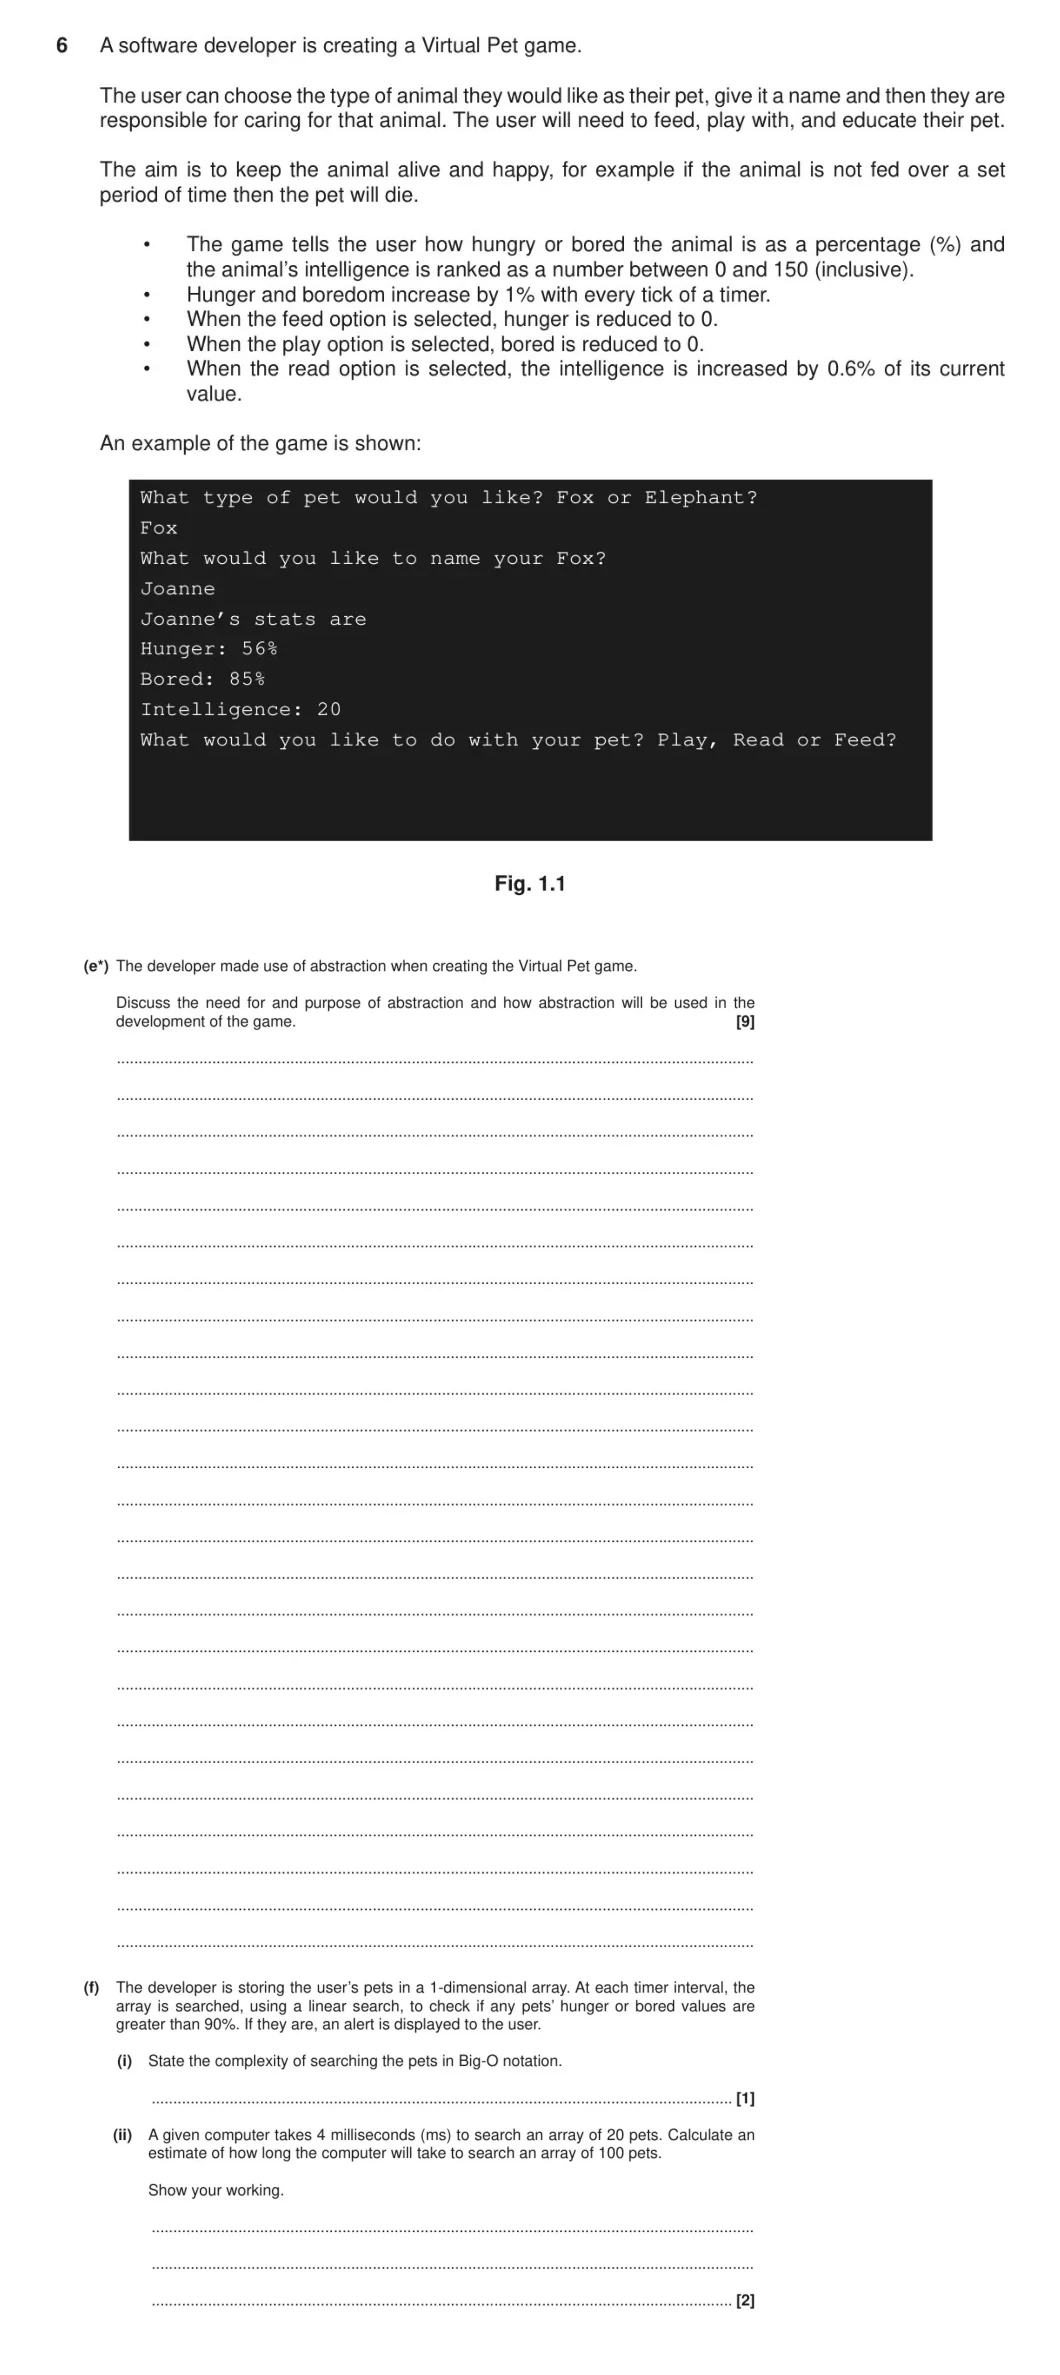 6 A software developer is creating a Virtual Pet game.
The user can choose the type of animal they would like as their pet, give it a name and then they are
responsible for caring for that animal. The user will need to feed, play with, and educate their pet.
The aim is to keep the animal alive and happy, for example if the animal is not fed over a set
period of time then the pet will die.
• The game tells the user how hungry or bored the animal is as a percentage (%) and
the animal's intelligence is ranked as a number between 0 and 150 (inclusive).
• Hunger and boredom increase by 1% with every tick of a timer.
• When the feed option is selected, hunger is reduced to 0.
• When the play option is selected, bored is reduced to 0.
• When the read option is selected, the intelligence is increased by 0.6% of its current
value.
An example of the game is shown:
What type of pet would you like? Fox or Elephant?
Fox
What would you like to name your Fox?
Joanne
Joanne's stats are
Hunger: 56%
Bored: 85%
Intelligence: 20
What would you like to do with your pet? Play, Read or Feed?
Fig. 1.1
(e*) The developer made use of abstraction when creating the Virtual Pet game.
Discuss the need for and purpose of abstraction and how abstraction will be used in the
development of the game. [9]
(f) The developer is storing the user's pets in a 1-dimensional array. At each timer interval, the
array is searched, using a linear search, to check if any pets' hunger or bored values are
greater than 90%. If they are, an alert is displayed to the user.
(i) State the complexity of searching the pets in Big-O notation.
[1]
(ii) A given computer takes 4 milliseconds (ms) to search an array of 20 pets. Calculate an
estimate of how long the computer will take to search an array of 100 pets.
Show your working.
[2]